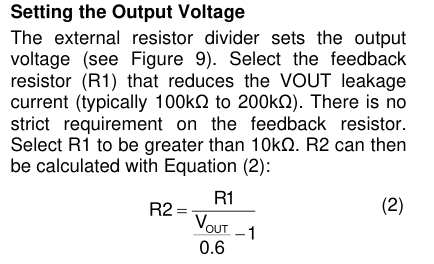 Setting the Output Voltage
The external resistor divider sets the output
voltage (see Figure 9). Select the feedback
resistor (R1) that reduces the VOUT leakage
current (typically 100kΩ to 200kΩ). There is no
strict requirement on the feedback resistor.
Select R1 to be greater than 10kΩ. R2 can then
be calculated with Equation (2):
R1
R2 = (2)
V_OUT
− 1
0.6